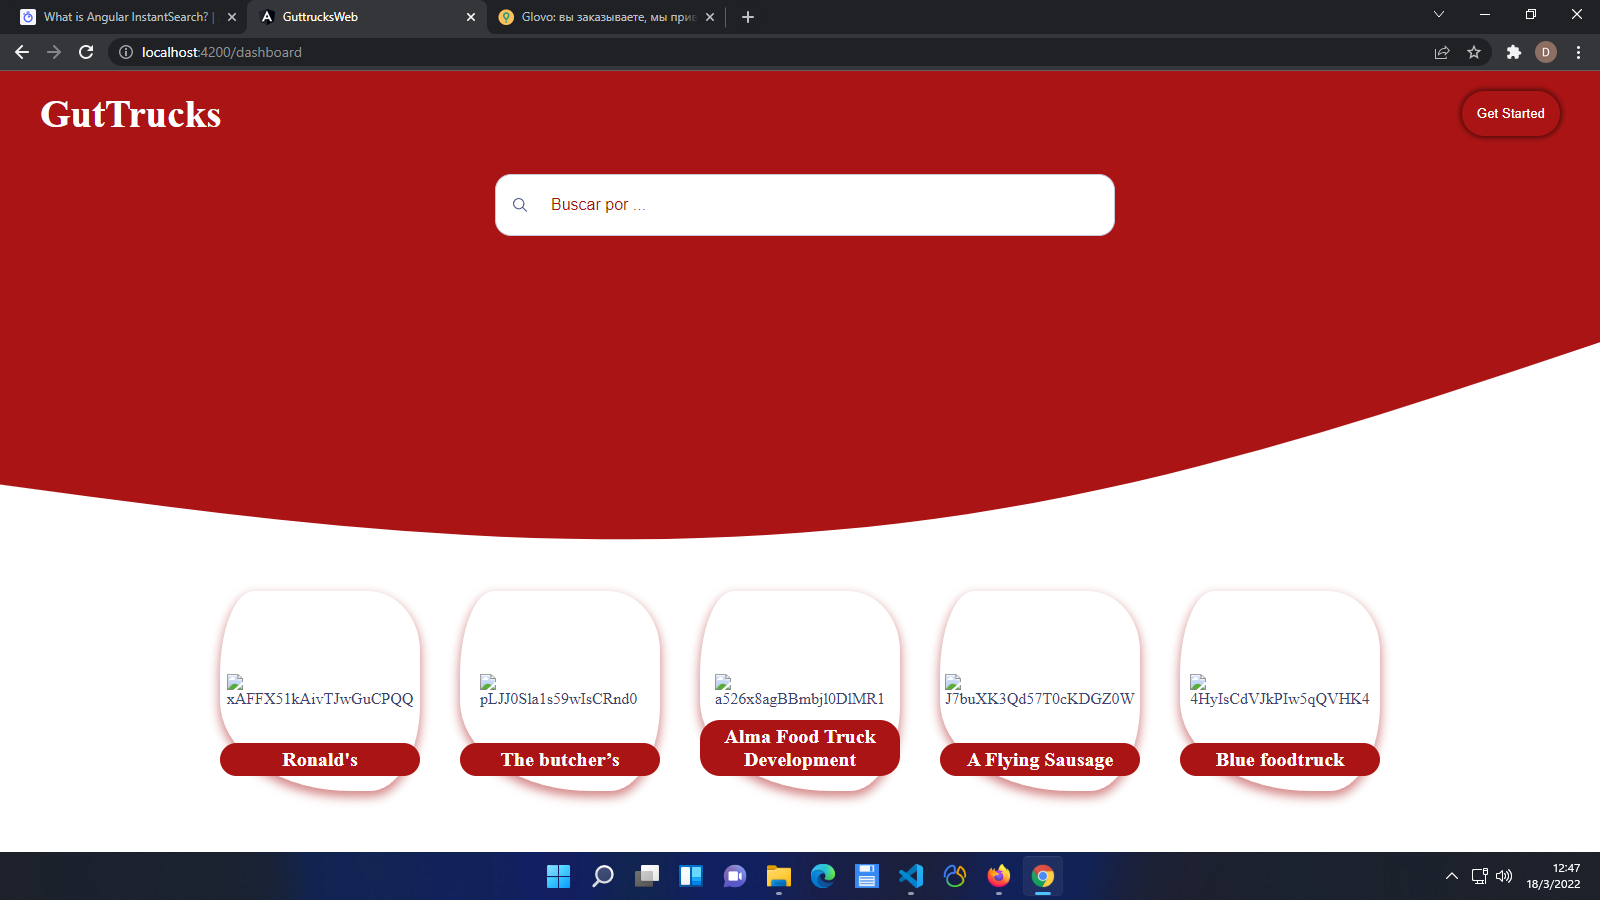 What is Angular InstantSearch? |
GuttrucksWeb
Glovo: вы заказываете, мы прив
localhost:4200/dashboard
D
GutTrucks
Get Started
Buscar por ...
xAFFX51kAivTJwGuCPQQ
pLJJ0Sla1s59wIsCRnd0
a526x8agBBmbjl0DlMR1
J7buXK3Qd57T0cKDGZ0W
4HyIsCdVJkPIw5qQVHK4
Ronald's
The butcher’s
Alma Food Truck
Development
A Flying Sausage
Blue foodtruck
12:47
18/3/2022